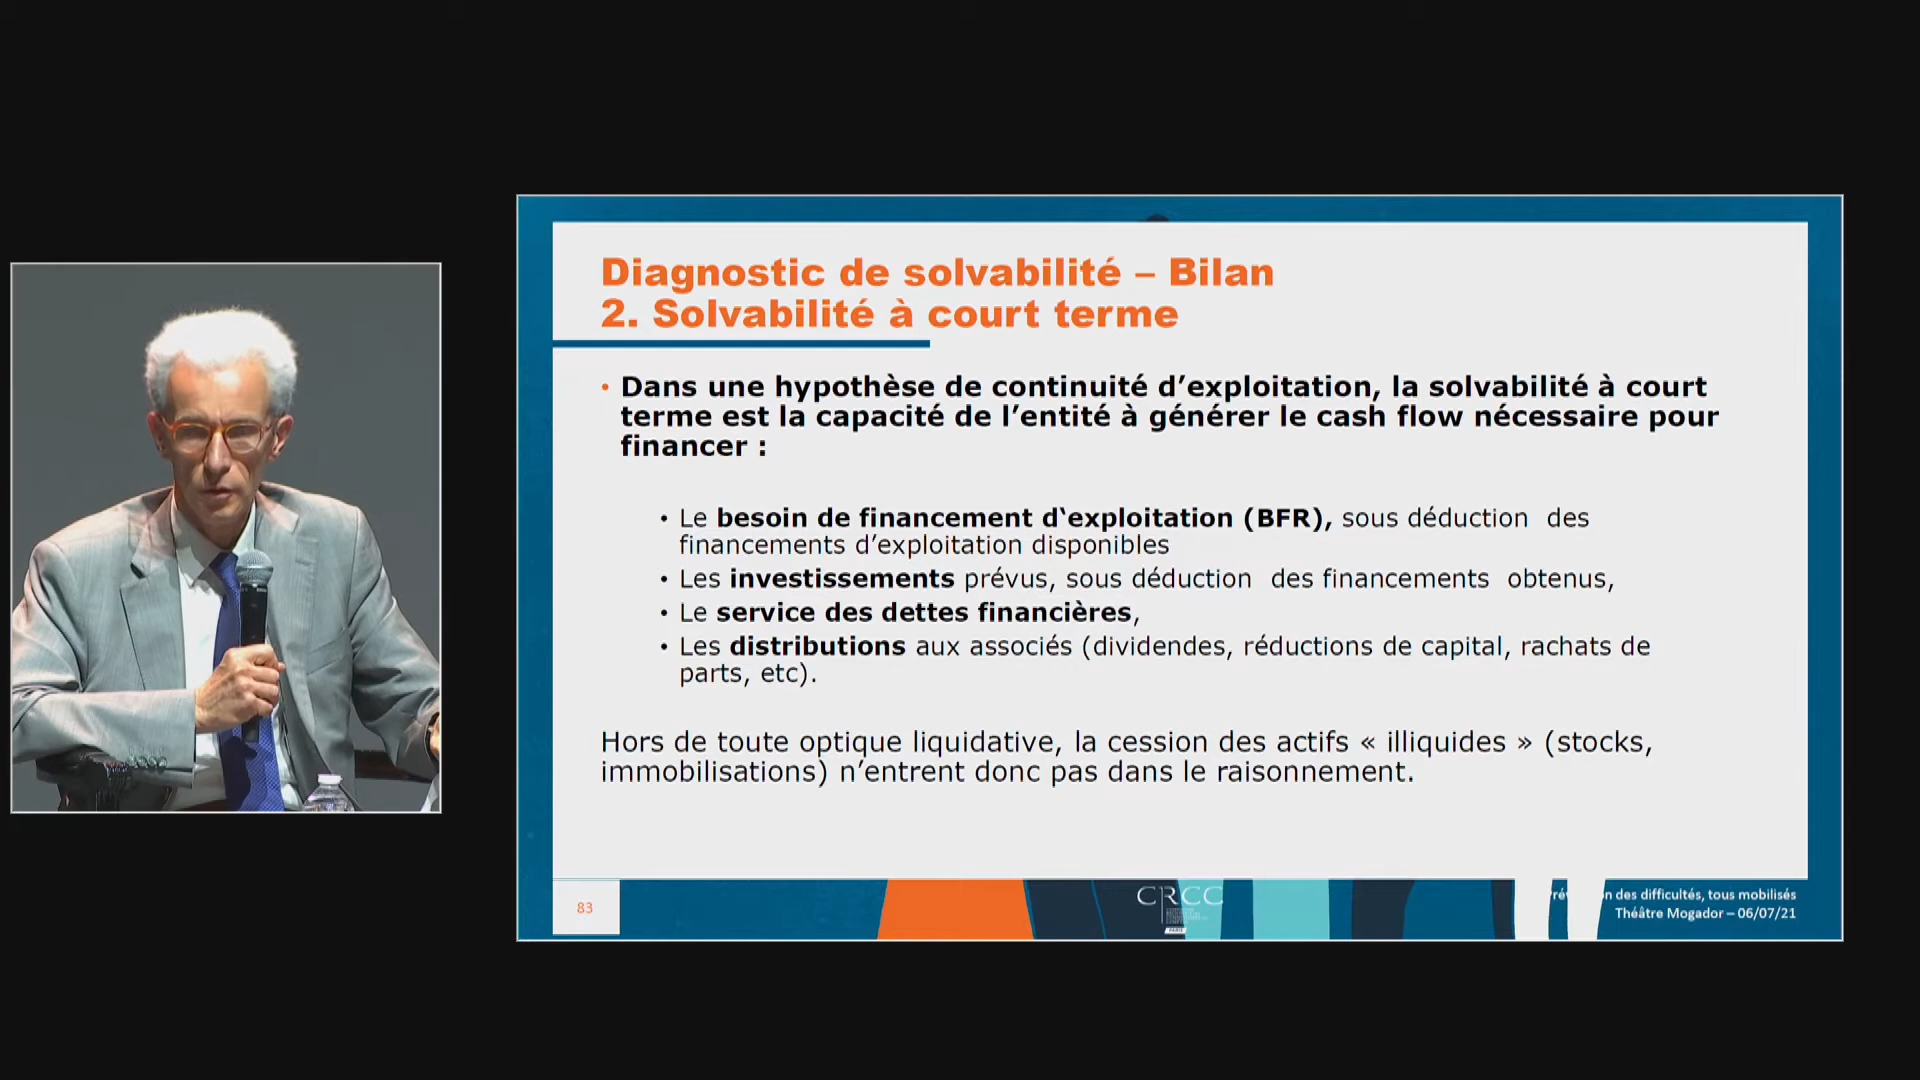 Diagnostic de solvabilité – Bilan
2. Solvabilité à court terme
• Dans une hypothèse de continuité d’exploitation, la solvabilité à court
terme est la capacité de l’entité à générer le cash flow nécessaire pour
financer :
• Le besoin de financement d‘exploitation (BFR), sous déduction des
financements d’exploitation disponibles
• Les investissements prévus, sous déduction des financements obtenus,
• Le service des dettes financières,
• Les distributions aux associés (dividendes, réductions de capital, rachats de
parts, etc).
Hors de toute optique liquidative, la cession des actifs « illiquides » (stocks,
immobilisations) n’entrent donc pas dans le raisonnement.
83
CRCC
PARIS
des difficultés, tous mobilisés
Théâtre Mogador – 06/07/21